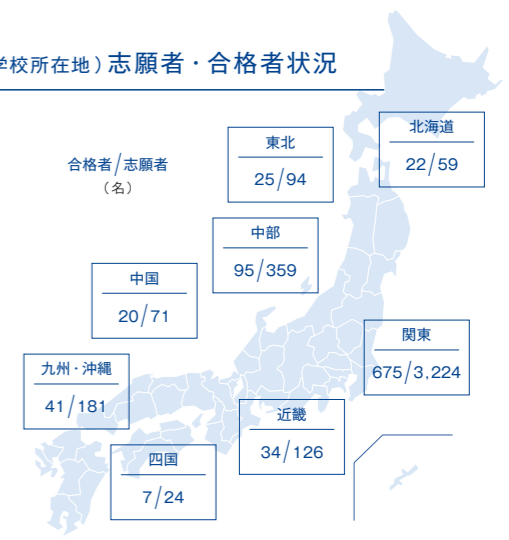 学校所在地）志願者・合格者状況
合格者/志願者
（名）
北海道
22/59
東北
25/94
中部
95/359
中国
20/71
関東
675/3,224
九州・沖縄
41/181
近畿
34/126
四国
7/24